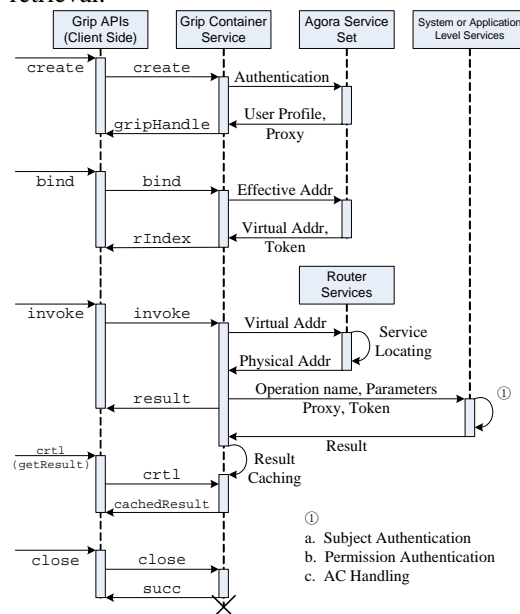 retrieval.
Grip APIs
(Client Side)
Grip Container
Service
Agora Service
Set
System or Application
Level Services
create
create
Authentication
gripHandle
User Profile,
Proxy
bind
bind
Effective Addr
rIndex
Virtual Addr,
Token
Router
Services
invoke
invoke
Virtual Addr
Service
Locating
Physical Addr
Operation name, Parameters
①
result
Proxy, Token
Result
crtl
(getResult)
Result
Caching
crtl
cachedResult
①
a. Subject Authentication
b. Permission Authentication
c. AC Handling
close
close
succ